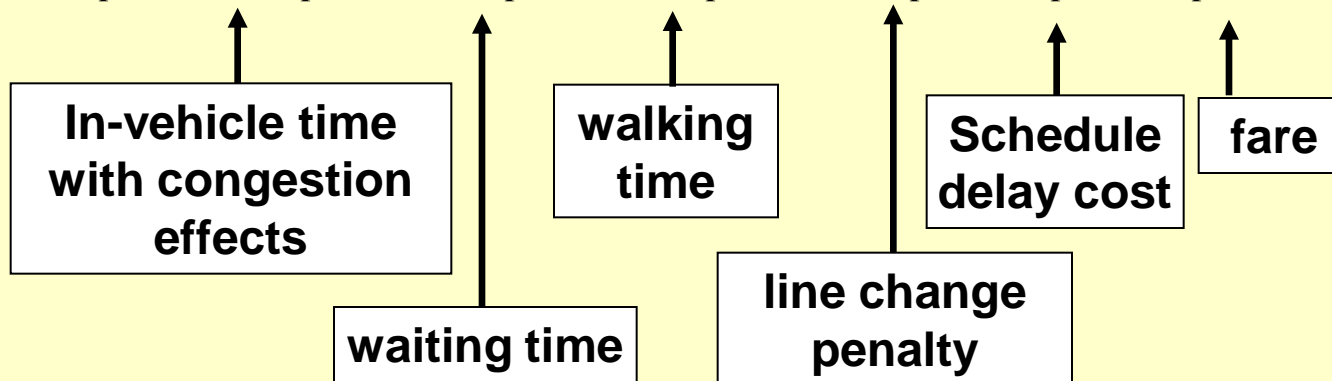 In-vehicle time
with congestion
effects
waiting time
walking
time
line change
penalty
Schedule
delay cost
fare